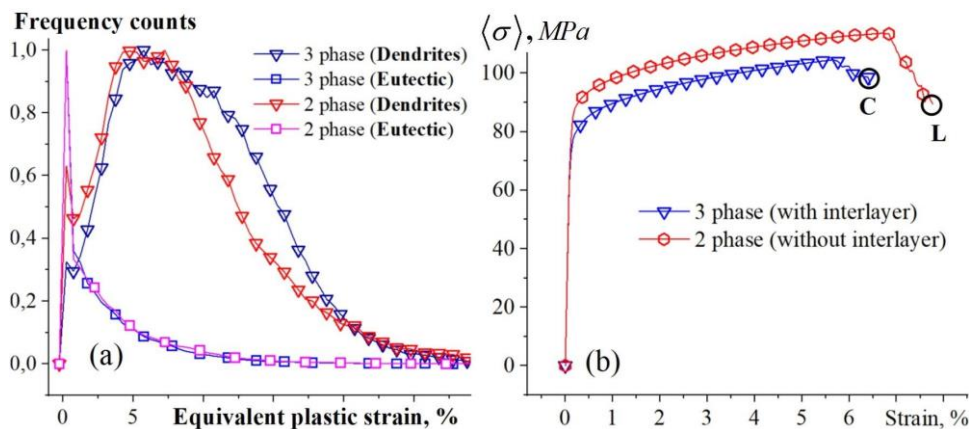 Frequency counts
1,0
0,8
0,6
0,4
0,2
0,0
3 phase (Dendrites)
3 phase (Eutectic)
2 phase (Dendrites)
2 phase (Eutectic)
(a)
0
5
Equivalent plastic strain, %
⟨σ⟩, MPa
100
80
60
40
20
0
C
L
3 phase (with interlayer)
2 phase (without interlayer)
(b)
0 1 2 3 4 5 6 Strain, %